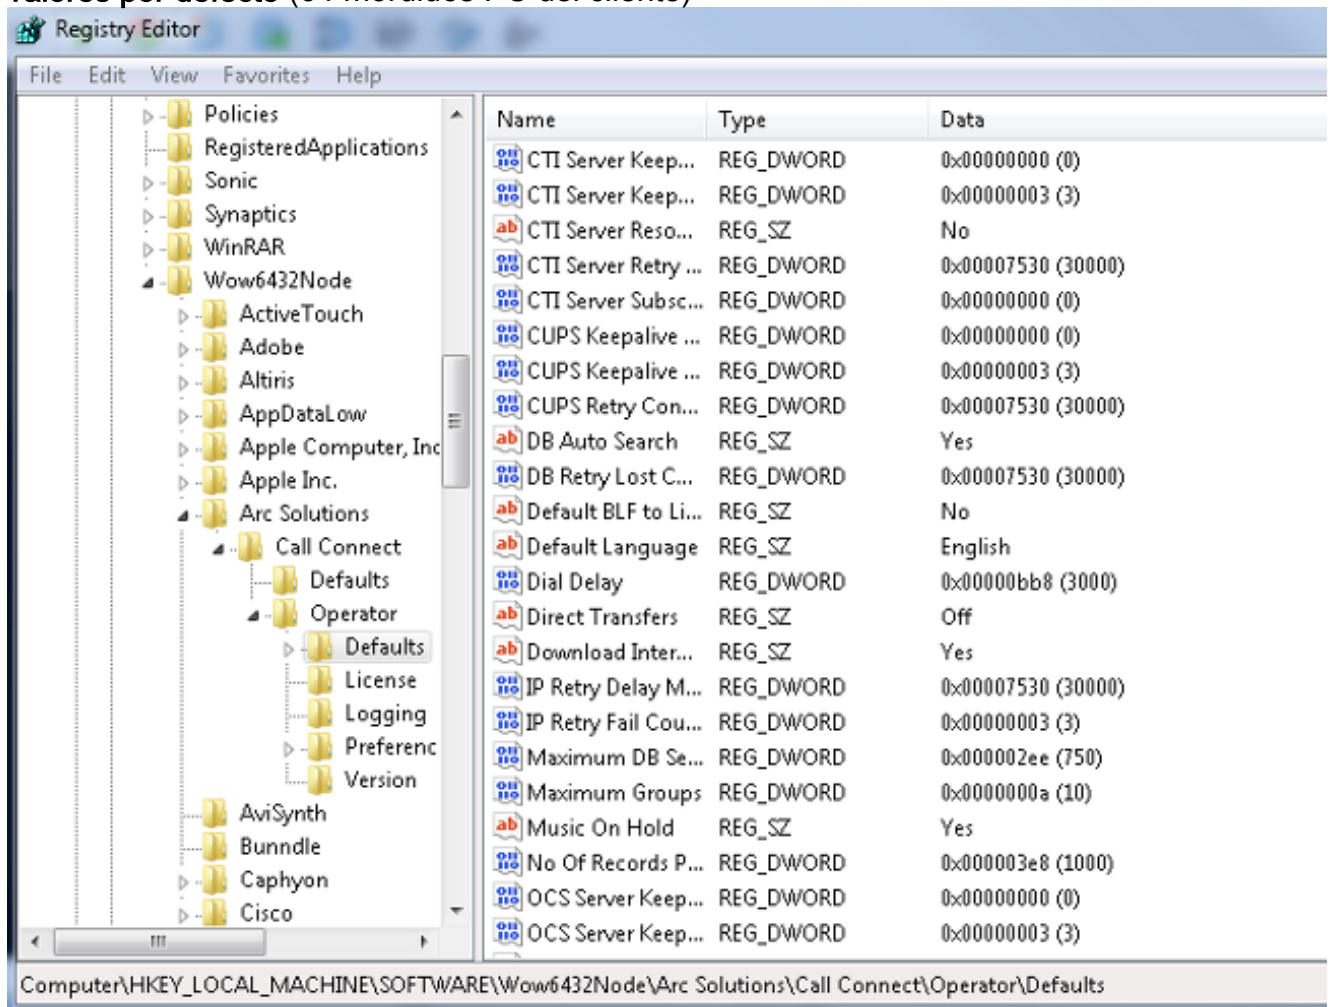 Registry Editor
File Edit View Favorites Help
Policies
RegisteredApplications
Sonic
Synaptics
WinRAR
Wow6432Node
ActiveTouch
Adobe
Altiris
AppDataLow
Apple Computer, Inc
Apple Inc.
Arc Solutions
Call Connect
Defaults
Operator
Defaults
License
Logging
Preferenc
Version
AviSynth
Bunndle
Caphyon
Cisco
Name Type Data
CTI Server Keep... REG_DWORD 0x00000000 (0)
CTI Server Keep... REG_DWORD 0x00000003 (3)
CTI Server Reso... REG_SZ No
CTI Server Retry ... REG_DWORD 0x00007530 (30000)
CTI Server Subsc... REG_DWORD 0x00000000 (0)
CUPS Keepalive ... REG_DWORD 0x00000000 (0)
CUPS Keepalive ... REG_DWORD 0x00000003 (3)
CUPS Retry Con... REG_DWORD 0x00007530 (30000)
DB Auto Search REG_SZ Yes
DB Retry Lost C... REG_DWORD 0x00007530 (30000)
Default BLF to Li... REG_SZ No
Default Language REG_SZ English
Dial Delay REG_DWORD 0x00000bb8 (3000)
Direct Transfers REG_SZ Off
Download Inter... REG_SZ Yes
IP Retry Delay M... REG_DWORD 0x00007530 (30000)
IP Retry Fail Cou... REG_DWORD 0x00000003 (3)
Maximum DB Se... REG_DWORD 0x000002ee (750)
Maximum Groups REG_DWORD 0x0000000a (10)
Music On Hold REG_SZ Yes
No Of Records P... REG_DWORD 0x000003e8 (1000)
OCS Server Keep... REG_DWORD 0x00000000 (0)
OCS Server Keep... REG_DWORD 0x00000003 (3)
Computer\HKEY_LOCAL_MACHINE\SOFTWARE\Wow6432Node\Arc Solutions\Call Connect\Operator\Defaults